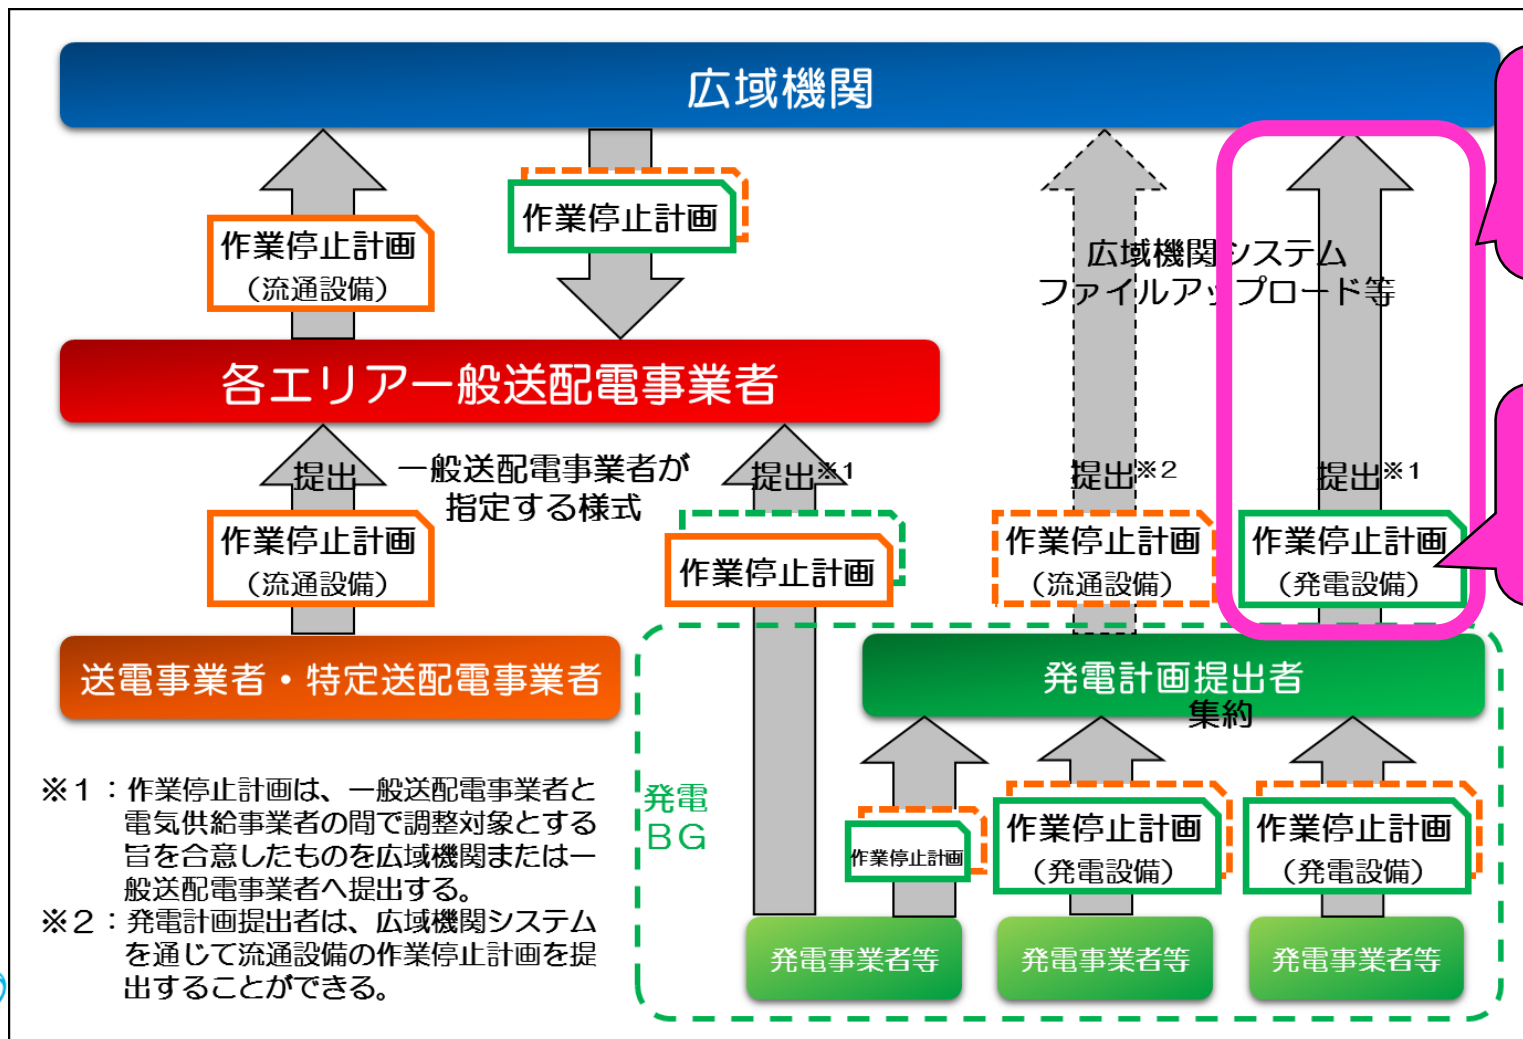 広域機関
作業停止計画
（流通設備）
作業停止計画
広域機関システム
ファイルアップロード等
各エリア一般送配電事業者
提出
一般送配電事業者が
指定する様式
提出※1
提出※2
提出※1
作業停止計画
（流通設備）
作業停止計画
作業停止計画
（流通設備）
作業停止計画
（発電設備）
送電事業者・特定送配電事業者
発電計画提出者
集約
発電
BG
作業停止計画
作業停止計画
（発電設備）
作業停止計画
（発電設備）
発電事業者等
発電事業者等
発電事業者等
※1：作業停止計画は、一般送配電事業者と
電気供給事業者の間で調整対象とする
旨を合意したものを広域機関または一
般送配電事業者へ提出する。
※2：発電計画提出者は、広域機関システム
を通じて流通設備の作業停止計画を提
出することができる。